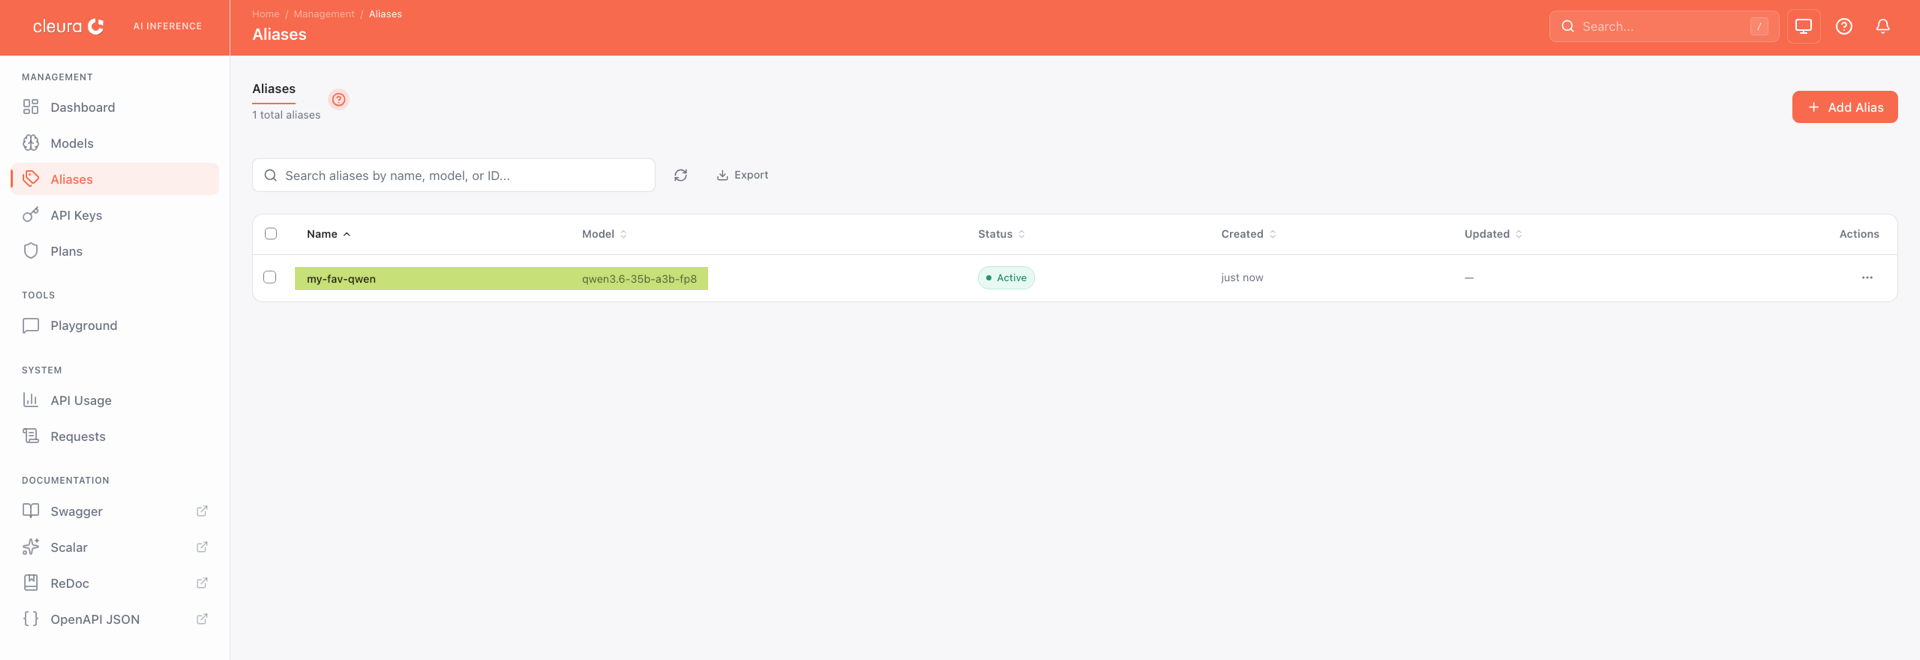 cleura AI INFERENCE
Home / Management / Aliases
Aliases
Search... /
MANAGEMENT
Dashboard
Models
Aliases
API Keys
Plans
TOOLS
Playground
SYSTEM
API Usage
Requests
DOCUMENTATION
Swagger
Scalar
ReDoc
OpenAPI JSON
Aliases
1 total aliases
+ Add Alias
Search aliases by name, model, or ID...
Export
Name Model Status Created Updated Actions
my-fav-qwen qwen3.6-35b-a3b-fp8 Active just now — ...